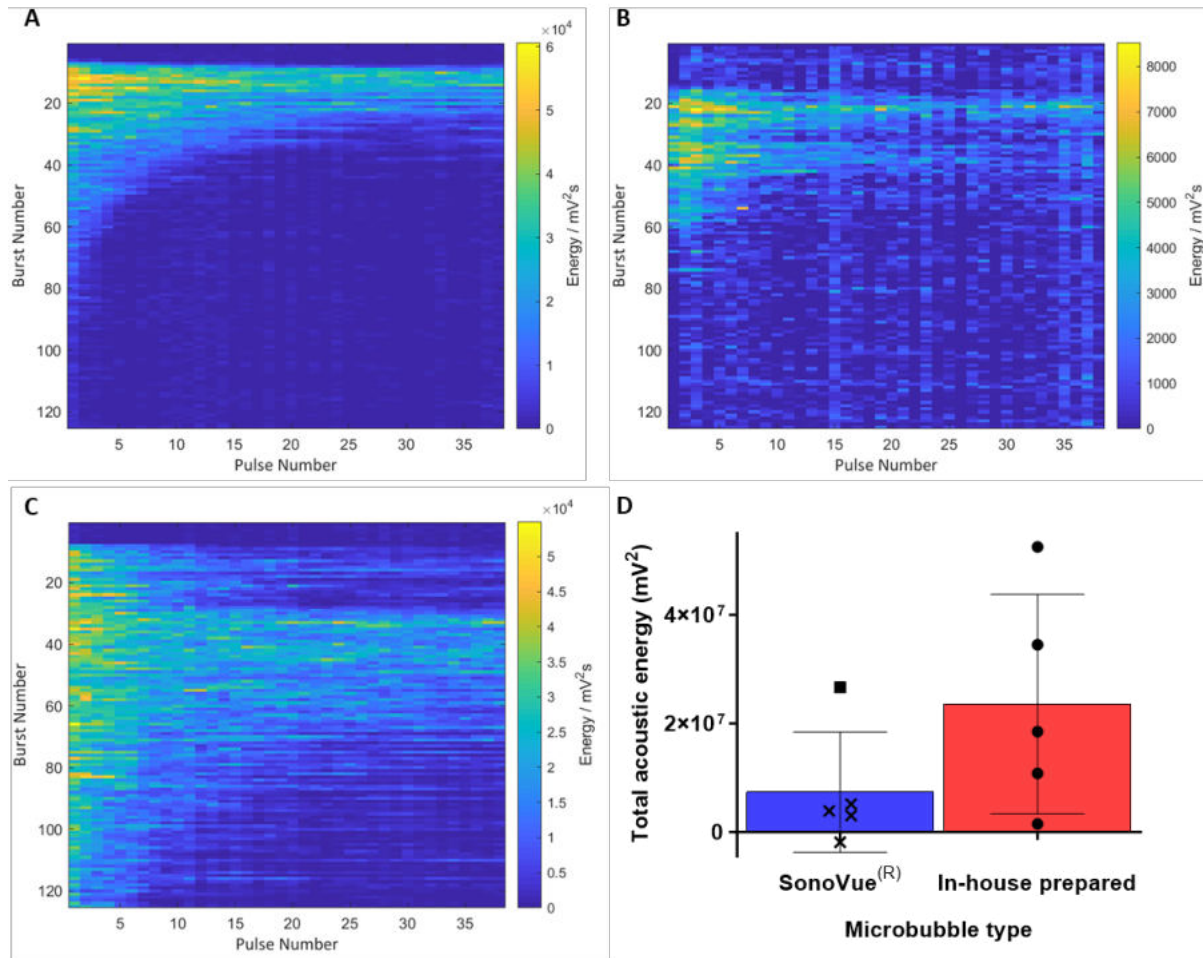 A
×10⁴
6
5
4
3
2
1
0
Energy / mV²s
20
40
60
80
100
120
Burst Number
5 10 15 20 25 30 35
Pulse Number
B
8000
7000
6000
5000
4000
3000
2000
1000
0
Energy / mV²s
20
40
60
80
100
120
Burst Number
5 10 15 20 25 30 35
Pulse Number
C
×10⁴
5
4.5
4
3.5
3
2.5
2
1.5
1
0.5
0
Energy / mV²s
20
40
60
80
100
120
Burst Number
5 10 15 20 25 30 35
Pulse Number
D
Total acoustic energy (mV²)
4×10⁷
2×10⁷
0
SonoVue(R) In-house prepared
Microbubble type